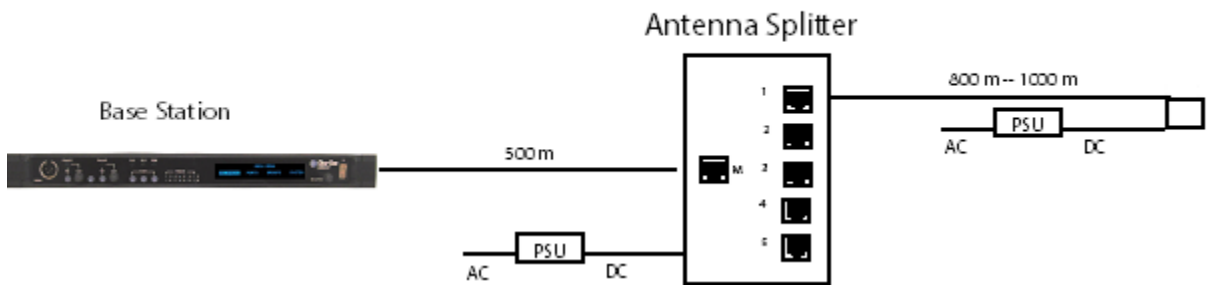 Antenna Splitter
800 m -- 1000 m
Base Station
PSU
AC
DC
500 m
1
2
M
3
4
5
PSU
AC
DC